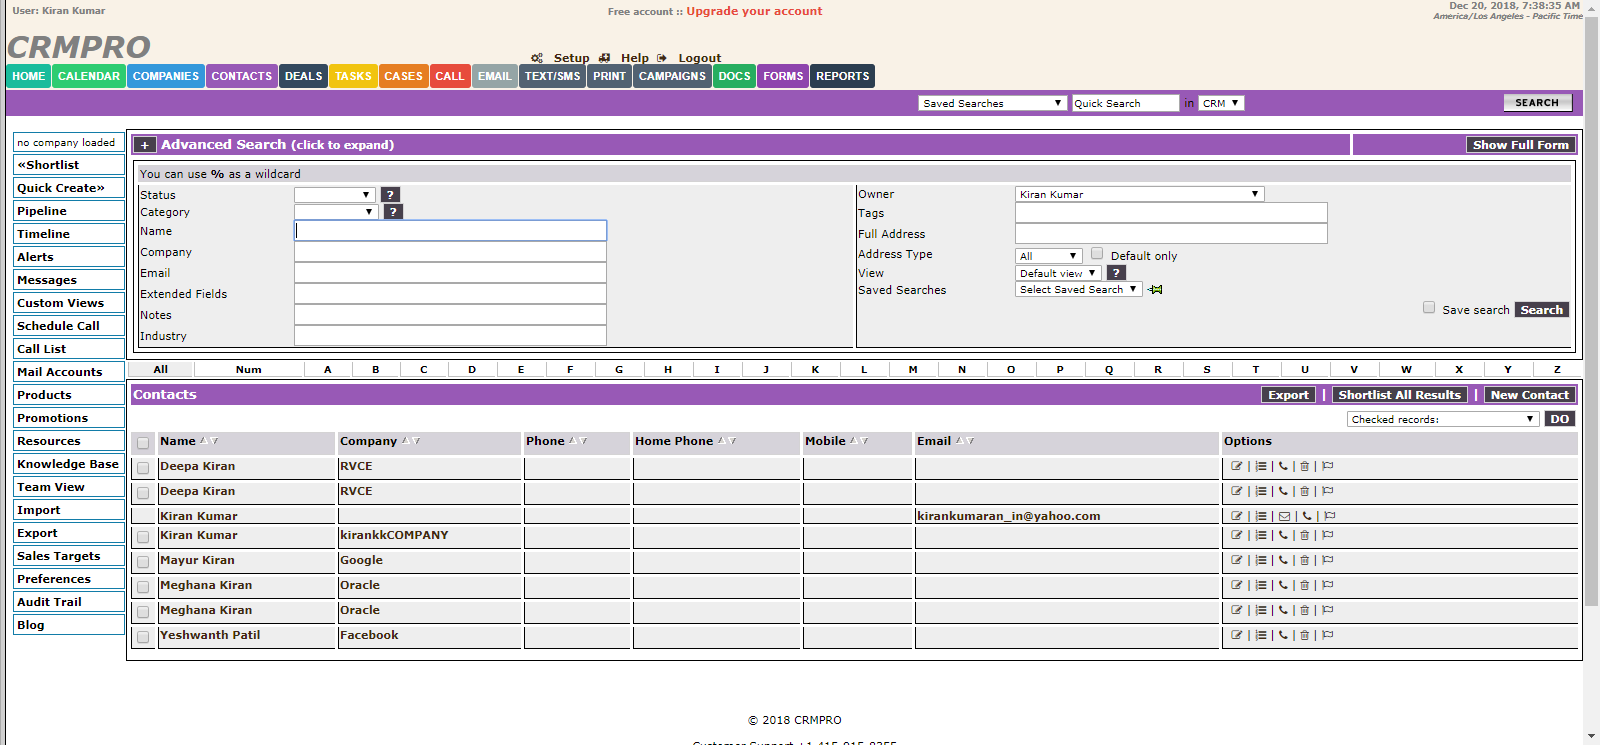 User: Kiran Kumar
Free account :: Upgrade your account
Dec 20, 2018, 7:38:35 AM
America/Los Angeles - Pacific Time
CRMPRO
Setup Help Logout
HOME CALENDAR COMPANIES CONTACTS DEALS TASKS CASES CALL EMAIL TEXT/SMS PRINT CAMPAIGNS DOCS FORMS REPORTS
Saved Searches Quick Search in CRM SEARCH
no company loaded
«Shortlist
Quick Create»
Pipeline
Timeline
Alerts
Messages
Custom Views
Schedule Call
Call List
Mail Accounts
Products
Promotions
Resources
Knowledge Base
Team View
Import
Export
Sales Targets
Preferences
Audit Trail
Blog
+ Advanced Search (click to expand) Show Full Form
You can use % as a wildcard
Status ?
Category ?
Name
Company
Email
Extended Fields
Notes
Industry
Owner Kiran Kumar
Tags
Full Address
Address Type All Default only
View Default view ?
Saved Searches Select Saved Search
Save search Search
All Num A B C D E F G H I J K L M N O P Q R S T U V W X Y Z
Contacts Export | Shortlist All Results | New Contact
Checked records: DO
Name Company Phone Home Phone Mobile Email Options
Deepa Kiran RVCE
Deepa Kiran RVCE
Kiran Kumar kirankumaran_in@yahoo.com
Kiran Kumar kirankkCOMPANY
Mayur Kiran Google
Meghana Kiran Oracle
Meghana Kiran Oracle
Yeshwanth Patil Facebook
© 2018 CRMPRO
Customer Support +1 415 915 8355